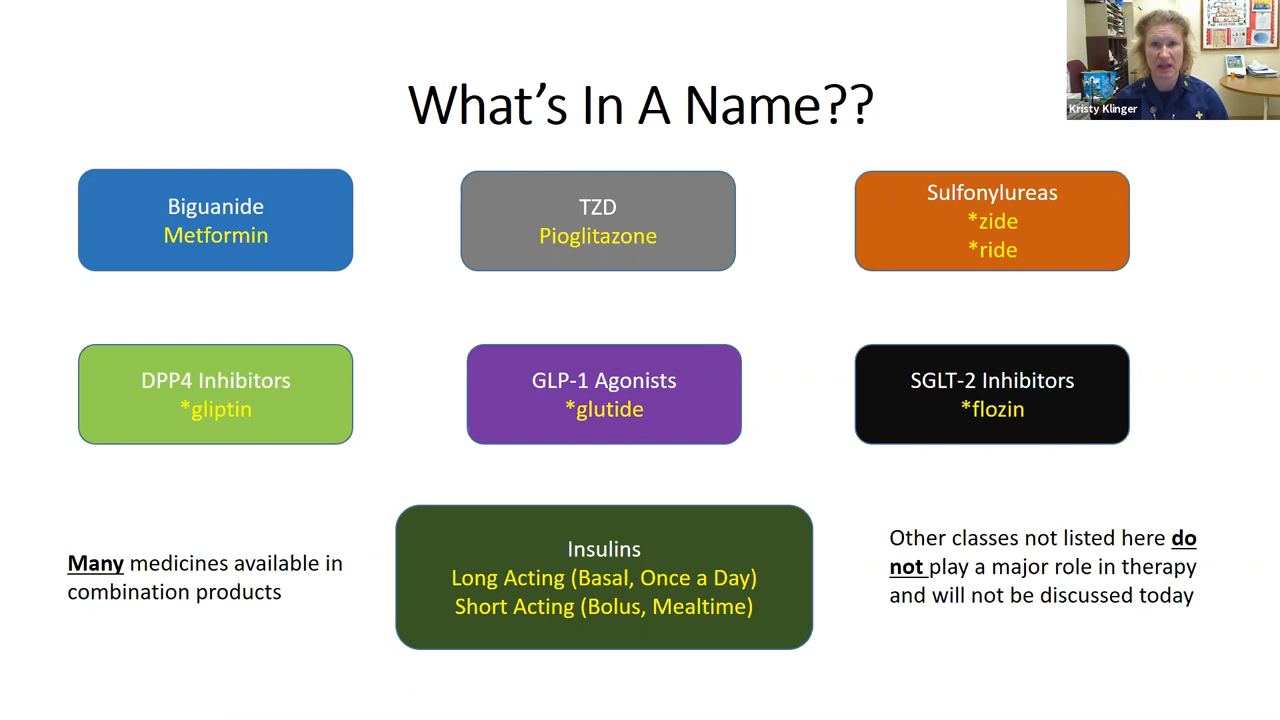 What's In A Name??
Kristy Klinger
Biguanide
Metformin
TZD
Pioglitazone
Sulfonylureas
*zide
*ride
DPP4 Inhibitors
*gliptin
GLP-1 Agonists
*glutide
SGLT-2 Inhibitors
*flozin
Many medicines available in
combination products
Insulins
Long Acting (Basal, Once a Day)
Short Acting (Bolus, Mealtime)
Other classes not listed here do
not play a major role in therapy
and will not be discussed today